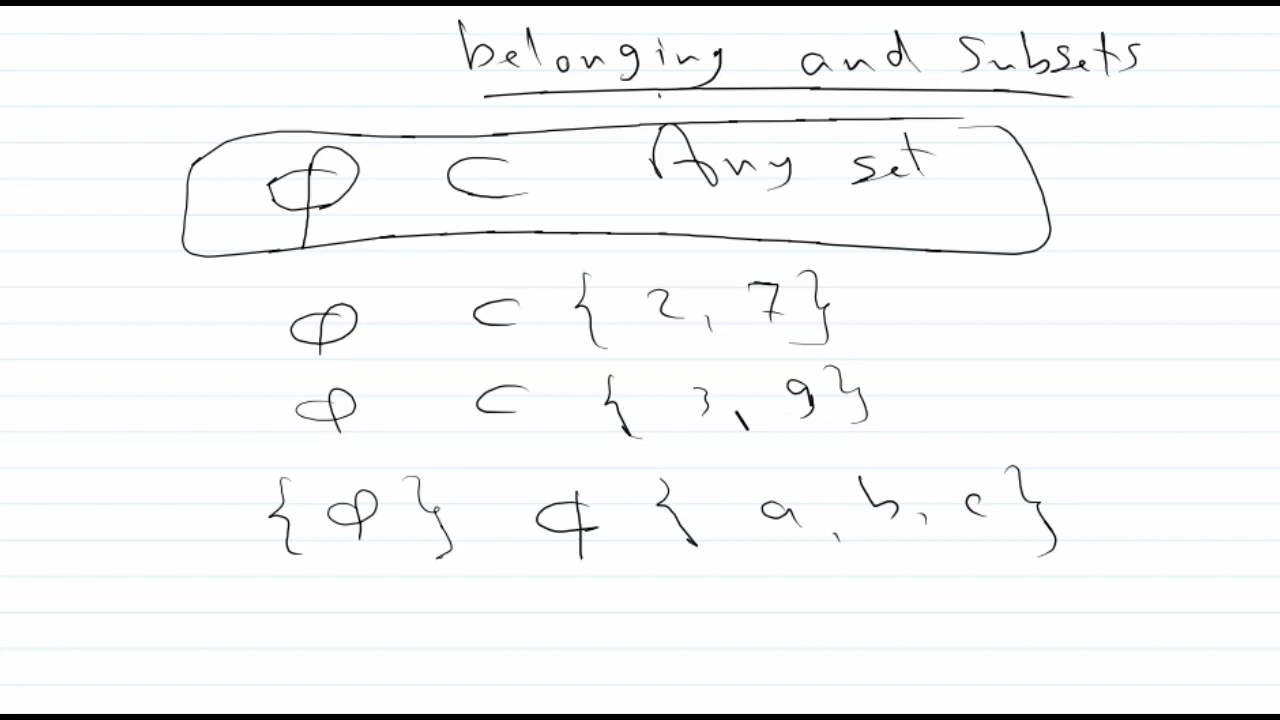 belonging and subsets
φ ⊂ Any set
φ ⊂ { 2, 7}
φ ⊂ { 3, 9}
{ φ } ⊄ { a, b, c}